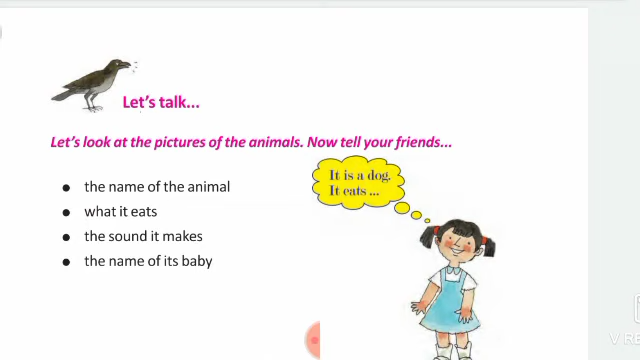 Let's talk...
Let's look at the pictures of the animals. Now tell your friends...
the name of the animal
what it eats
the sound it makes
the name of its baby
It is a dog.
It eats ...